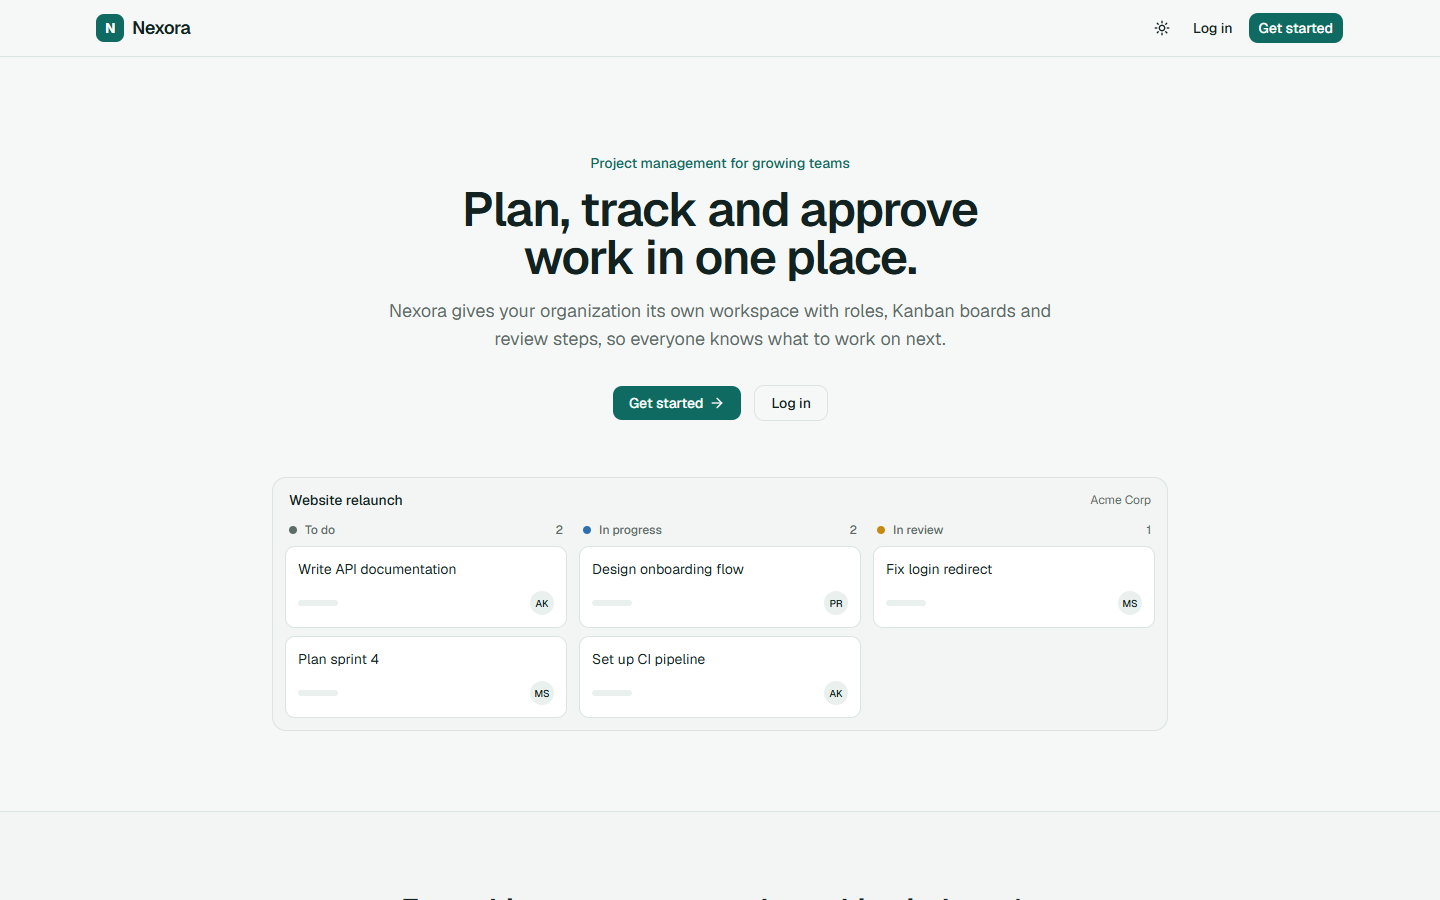 N Nexora
Log in
Get started
Project management for growing teams
Plan, track and approve
work in one place.
Nexora gives your organization its own workspace with roles, Kanban boards and
review steps, so everyone knows what to work on next.
Get started →
Log in
Website relaunch
Acme Corp
To do 2
Write API documentation
AK
Plan sprint 4
MS
In progress 2
Design onboarding flow
PR
Set up CI pipeline
AK
In review 1
Fix login redirect
MS